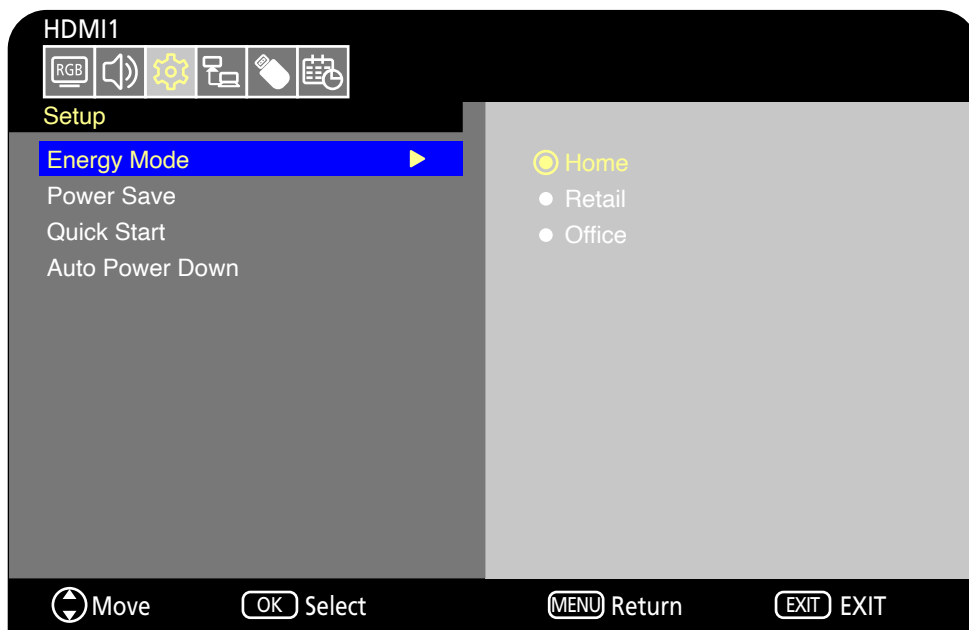 HDMI1
RGB
Setup
Energy Mode
Power Save
Quick Start
Auto Power Down
Home
Retail
Office
Move OK Select MENU Return EXIT EXIT